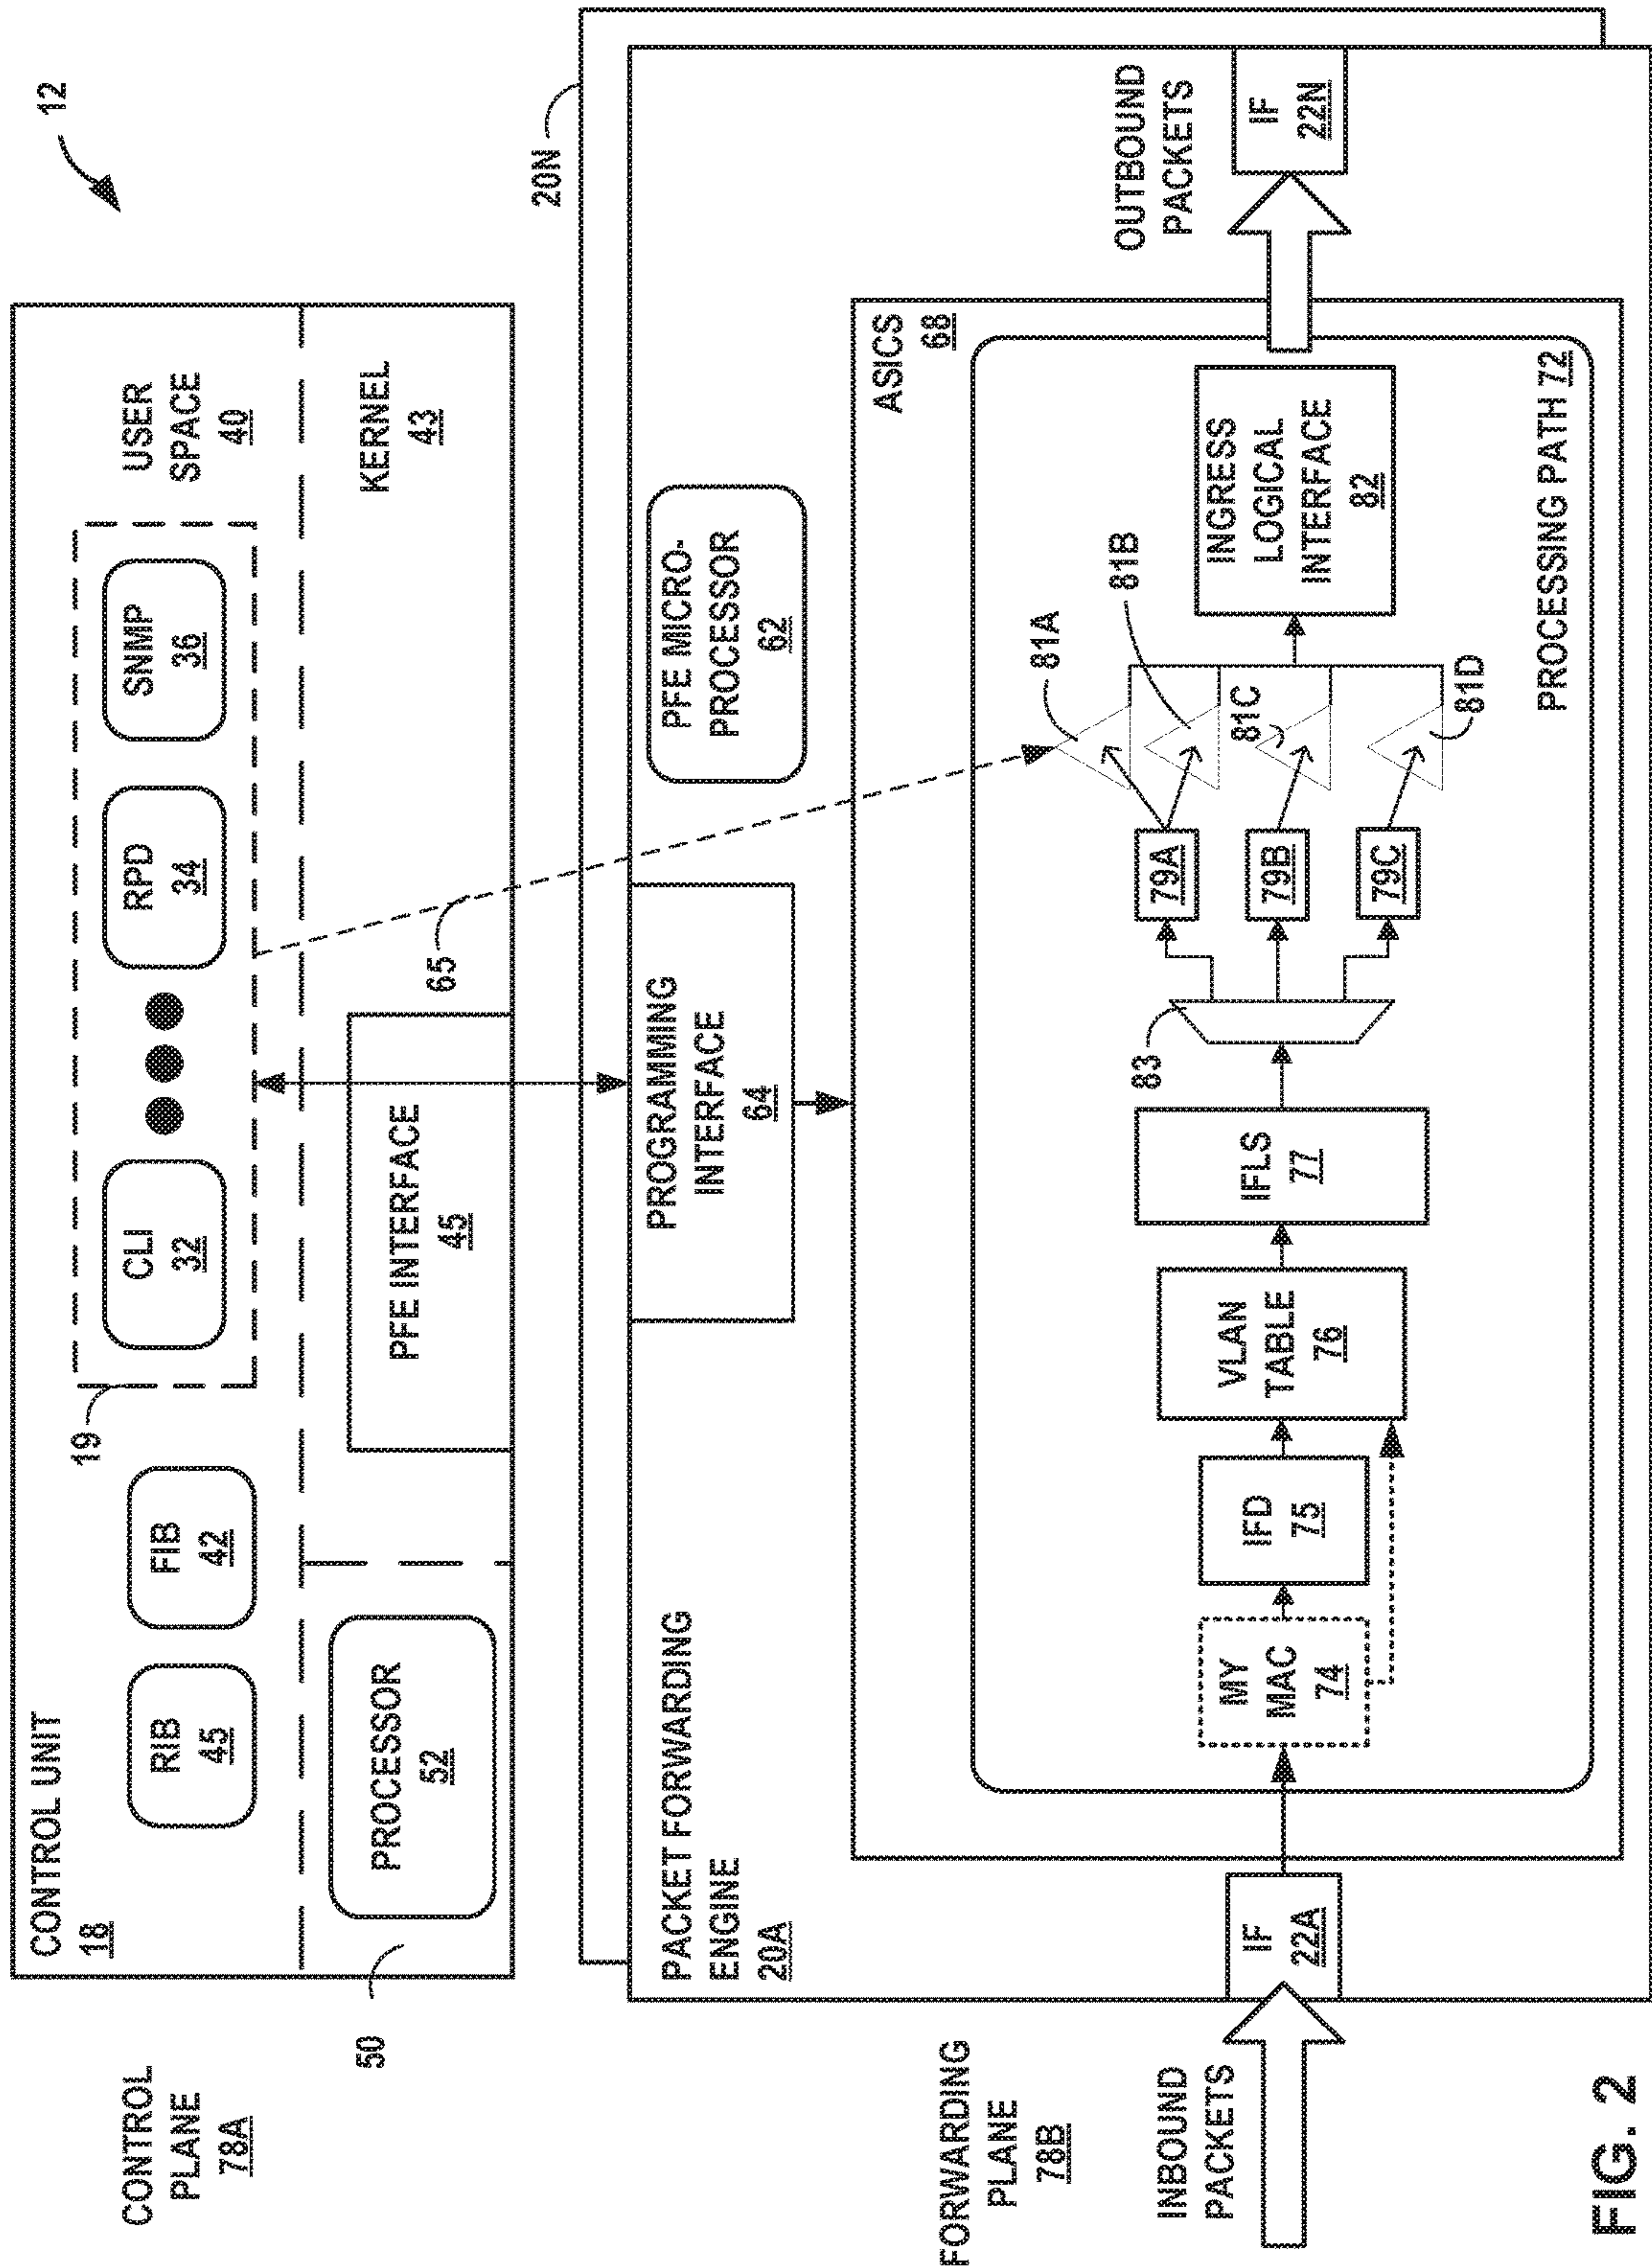 12
CONTROL UNIT
18
RIB
45
FIB
42
19
CLI
32
RPD
34
SNMP
36
USER
SPACE
40
CONTROL
PLANE
78A
50
PROCESSOR
52
PFE INTERFACE
45
KERNEL
43
65
20N
PACKET FORWARDING
ENGINE
20A
PROGRAMMING
INTERFACE
64
PFE MICRO-
PROCESSOR
62
FORWARDING
PLANE
78B
ASICS
68
INBOUND
PACKETS
IF
22A
MY
MAC
74
IFD
75
VLAN
TABLE
76
IFLS
77
83
79A
79B
79C
81A
81B
81C
81D
INGRESS
LOGICAL
INTERFACE
82
PROCESSING PATH 72
OUTBOUND
PACKETS
IF
22N
FIG. 2